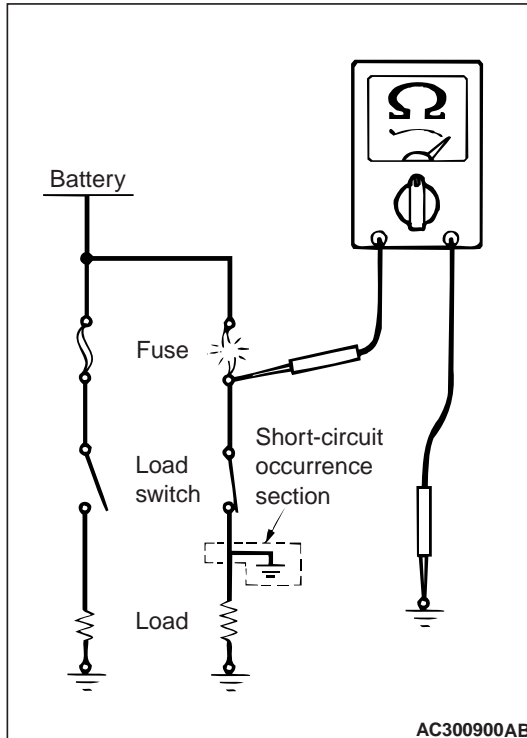 Ω
Battery
Fuse
Short-circuit
occurrence
section
Load
switch
Load
AC300900AB